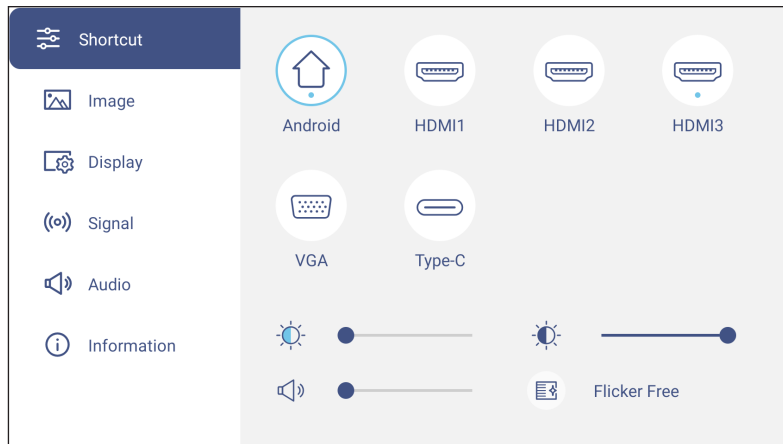 Shortcut
Image
Display
Signal
Audio
Information
Android
HDMI1
HDMI2
HDMI3
VGA
Type-C
Flicker Free